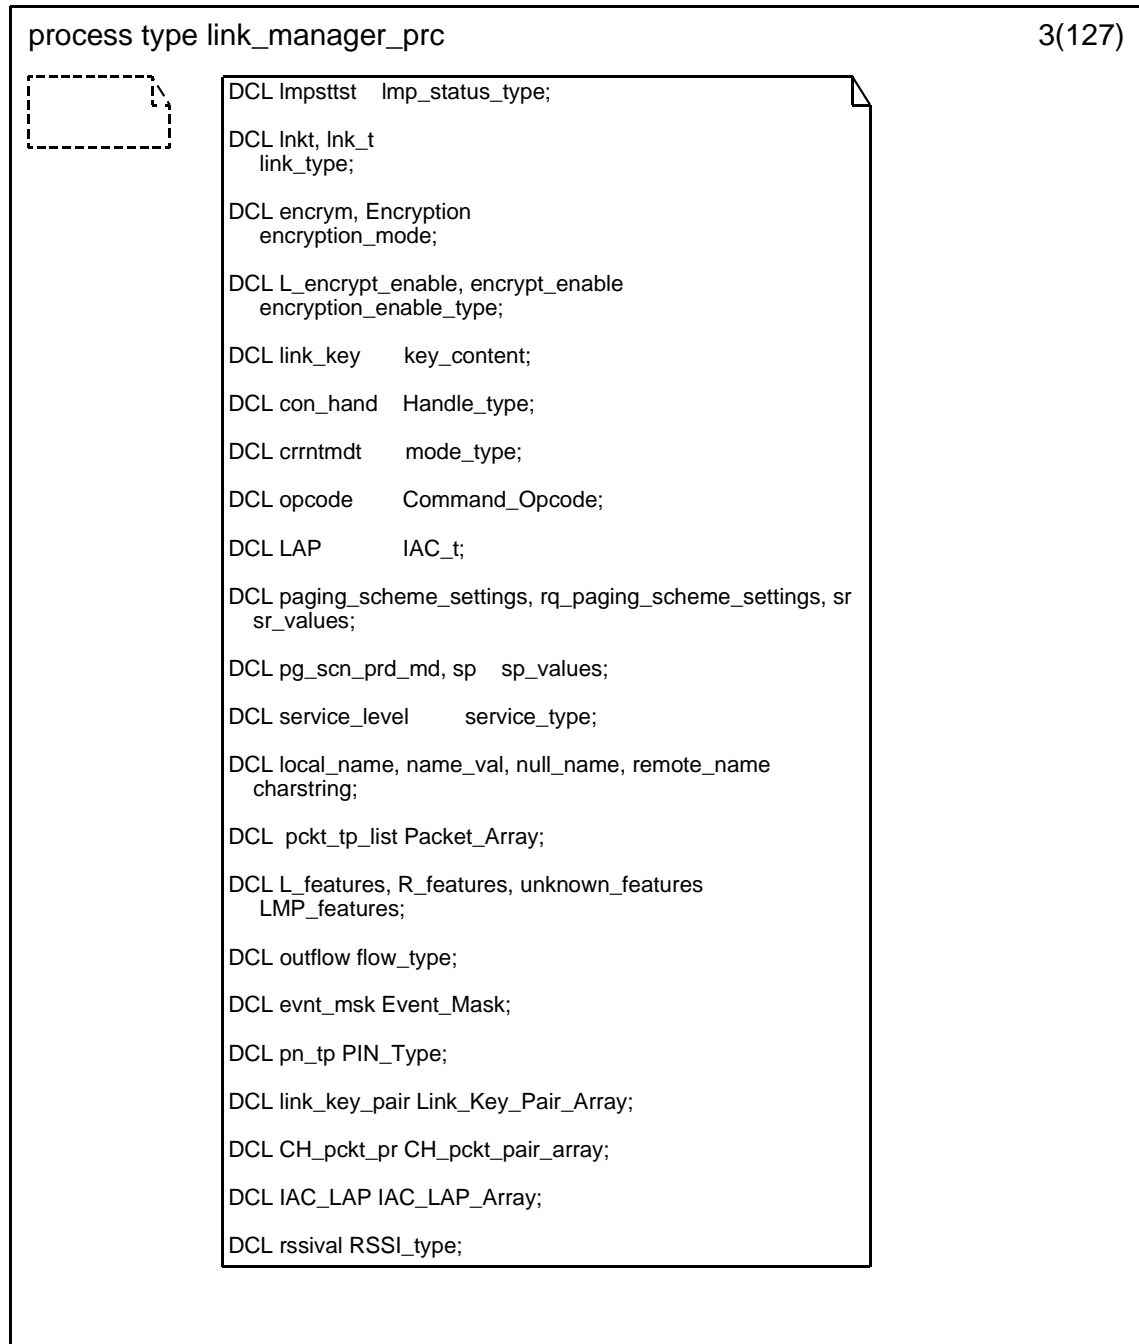 process type link_manager_prc
3(127)
DCL lmpsttst lmp_status_type;
DCL lnkt, lnk_t
link_type;
DCL encrym, Encryption
encryption_mode;
DCL L_encrypt_enable, encrypt_enable
encryption_enable_type;
DCL link_key key_content;
DCL con_hand Handle_type;
DCL crrntmdt mode_type;
DCL opcode Command_Opcode;
DCL LAP IAC_t;
DCL paging_scheme_settings, rq_paging_scheme_settings, sr
sr_values;
DCL pg_scn_prd_md, sp sp_values;
DCL service_level service_type;
DCL local_name, name_val, null_name, remote_name
charstring;
DCL pckt_tp_list Packet_Array;
DCL L_features, R_features, unknown_features
LMP_features;
DCL outflow flow_type;
DCL evnt_msk Event_Mask;
DCL pn_tp PIN_Type;
DCL link_key_pair Link_Key_Pair_Array;
DCL CH_pckt_pr CH_pckt_pair_array;
DCL IAC_LAP IAC_LAP_Array;
DCL rssival RSSI_type;